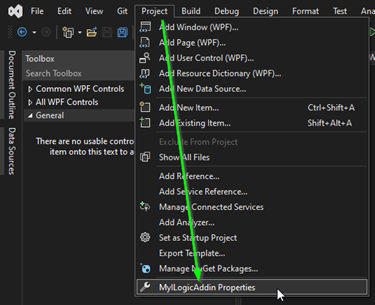 Git Project Build Debug Design Format Test
Toolbox
Search Toolbox
Common WPF Controls
All WPF Controls
General
There are no usable contro
item onto this text to a
Document Outline
Data Sources
Add Window (WPF)...
Add Page (WPF)...
Add User Control (WPF)...
Add Resource Dictionary (WPF)...
Add New Data Source...
Add New Item... Ctrl+Shift+A
Add Existing Item... Shift+Alt+A
Exclude From Project
Show All Files
Add Reference...
Add Service Reference...
Manage Connected Services
Add Analyzer...
Set as Startup Project
Export Template...
Manage NuGet Packages...
MyILogicAddin Properties